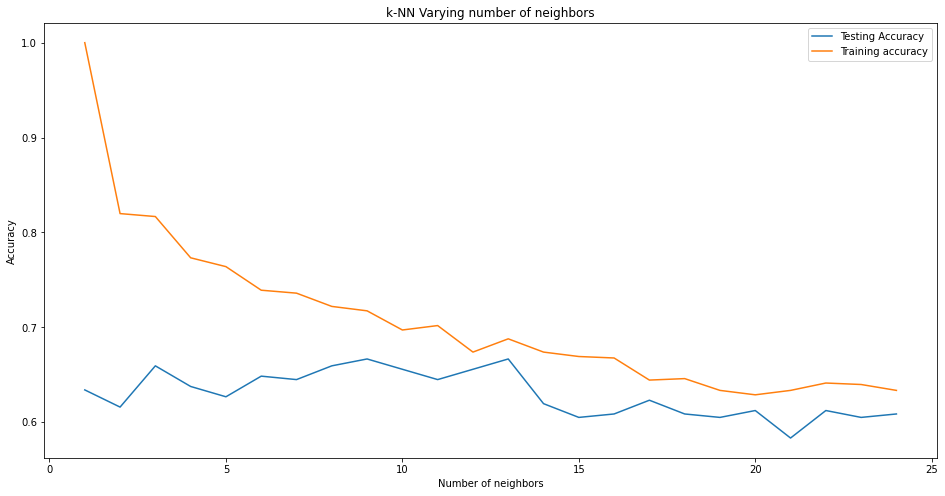 k-NN Varying number of neighbors
Testing Accuracy
Training accuracy
1.0
0.9
0.8
0.7
0.6
Accuracy
0
5
10
15
20
25
Number of neighbors